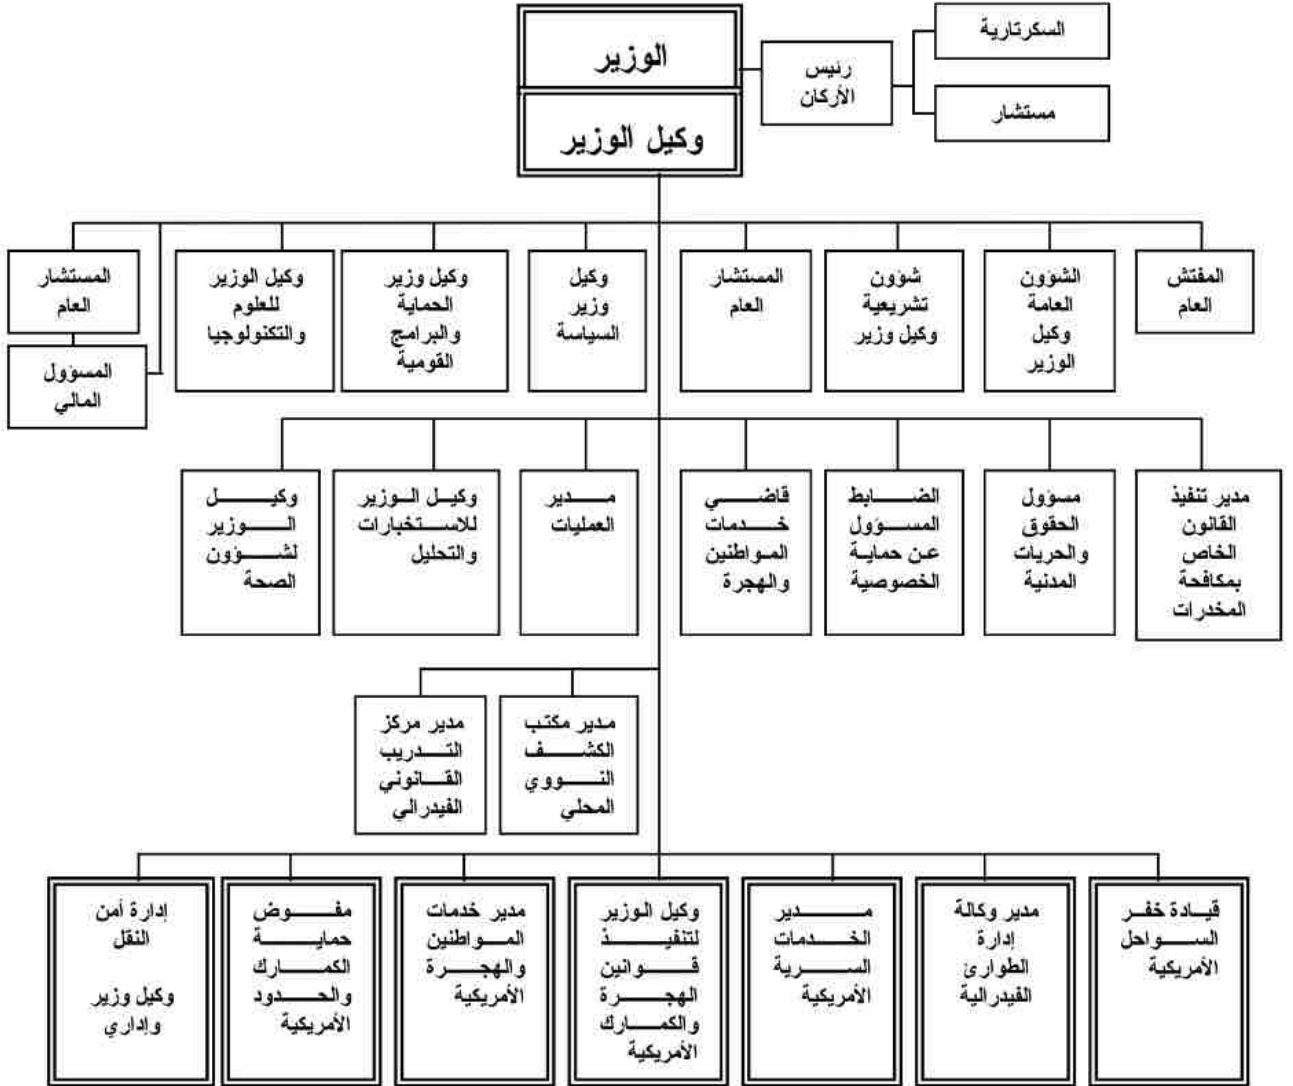 الوزير
وكيل الوزير
رئيس
الأركان
السكرتارية
مستشار
المفتش
العام
الشؤون
العامة
وكيل
الوزير
شؤون
تشريعية
وكيل وزير
المستشار
العام
وكيل
وزير
السياسة
وكيل وزير
الحماية
والبرامج
القومية
وكيل الوزير
للعلوم
والتكنولوجيا
المستشار
العام
المسؤول
المالي
مدير تنفيذ
القانون
الخاص
بمكافحة
المخدرات
مسؤول
الحقوق
والحريات
المدنية
الضابط
المسؤول
عن حماية
الخصوصية
قاضي
خدمات
المواطنين
والهجرة
مدير
العمليات
وكيل الوزير
للاستخبارات
والتحليل
وكيل
الوزير
لشؤون
الصحة
مدير مكتب
الكشف
النووي
المحلي
مدير مركز
التدريب
القانوني
الفيدرالي
قيادة خفر
السواحل
الأمريكية
مدير وكالة
إدارة
الطوارئ
الفيدرالية
مدير
الخدمات
السرية
الأمريكية
وكيل الوزير
لتنفيذ
قوانين
الهجرة
والكمارك
الأمريكية
مدير خدمات
المواطنين
والهجرة
الأمريكية
مفوض
حماية
الكمارك
والحدود
الأمريكية
إدارة أمن
النقل
وكيل وزير
وإداري